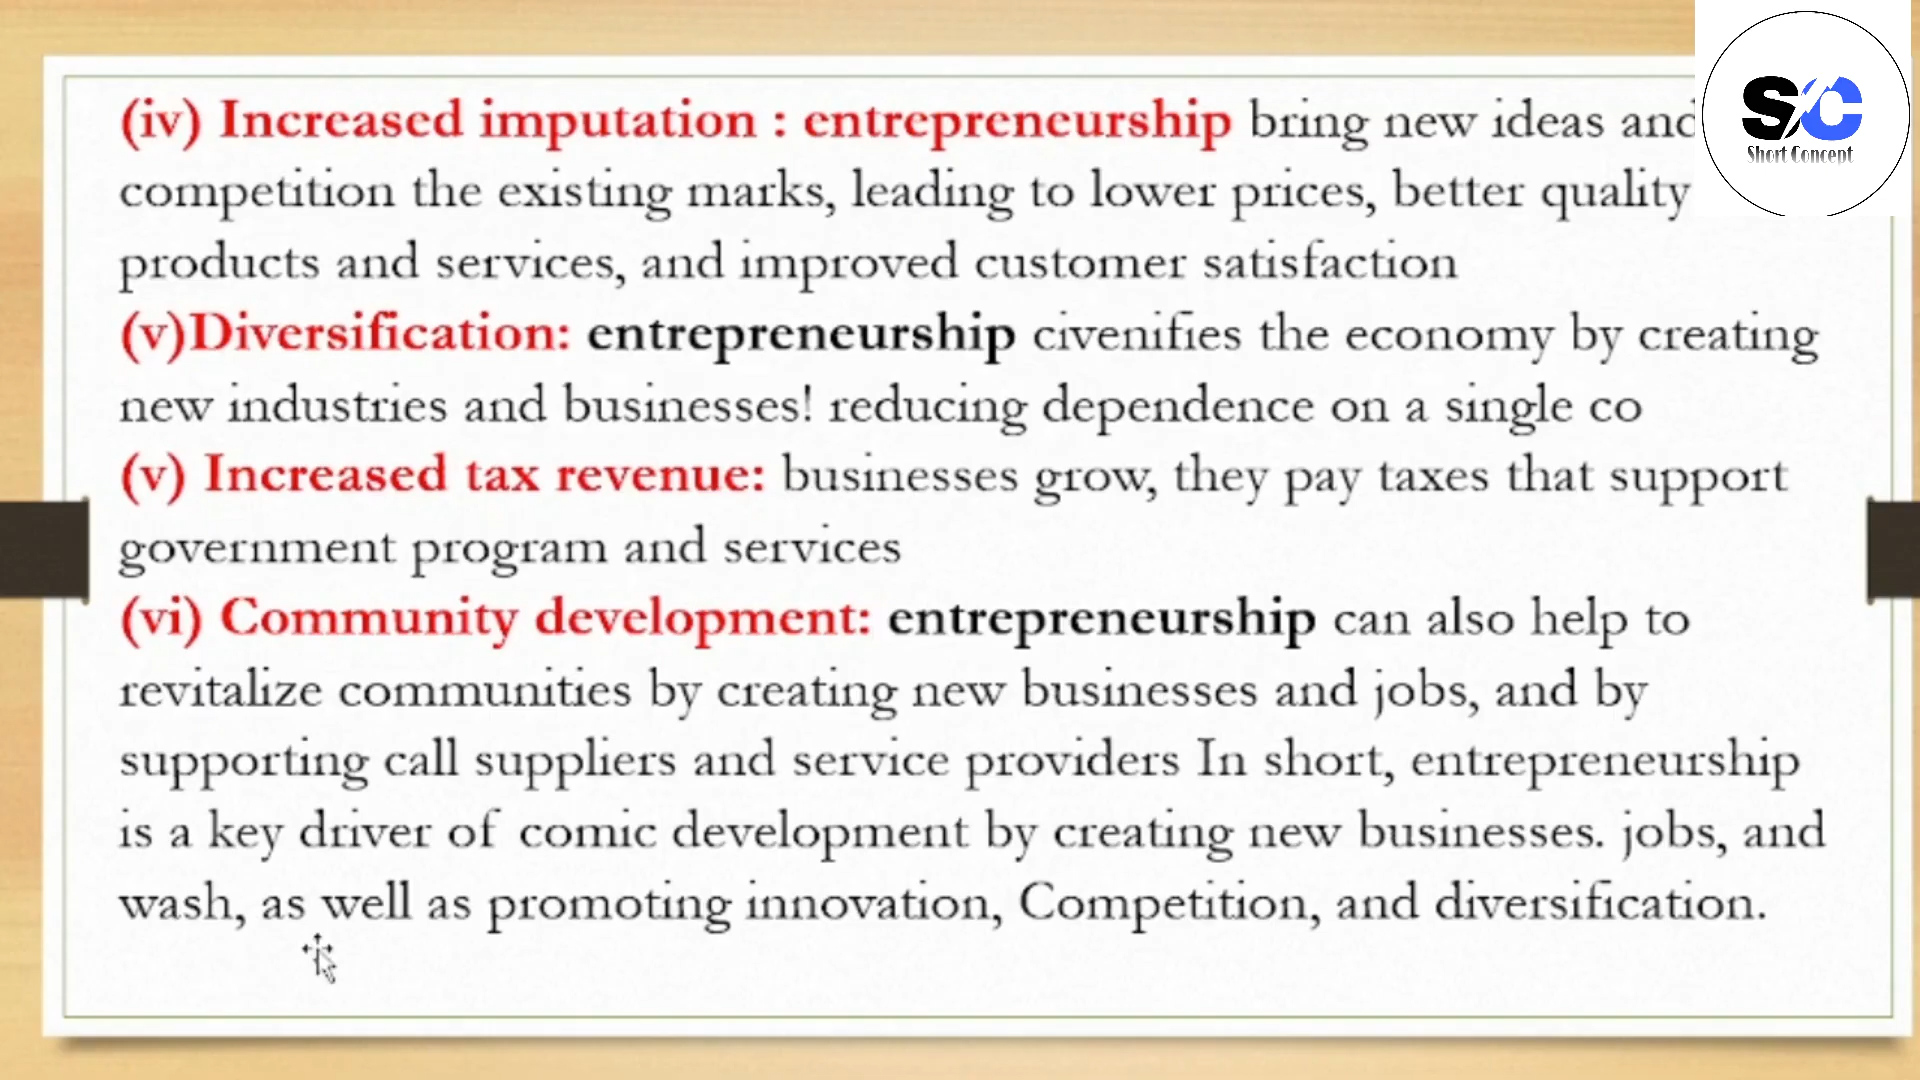 (iv) Increased imputation : entrepreneurship bring new ideas and
competition the existing marks, leading to lower prices, better quality
products and services, and improved customer satisfaction
(v)Diversification: entrepreneurship civenifies the economy by creating
new industries and businesses! reducing dependence on a single co
(v) Increased tax revenue: businesses grow, they pay taxes that support
government program and services
(vi) Community development: entrepreneurship can also help to
revitalize communities by creating new businesses and jobs, and by
supporting call suppliers and service providers In short, entrepreneurship
is a key driver of comic development by creating new businesses. jobs, and
wash, as well as promoting innovation, Competition, and diversification.
SC
Short Concept